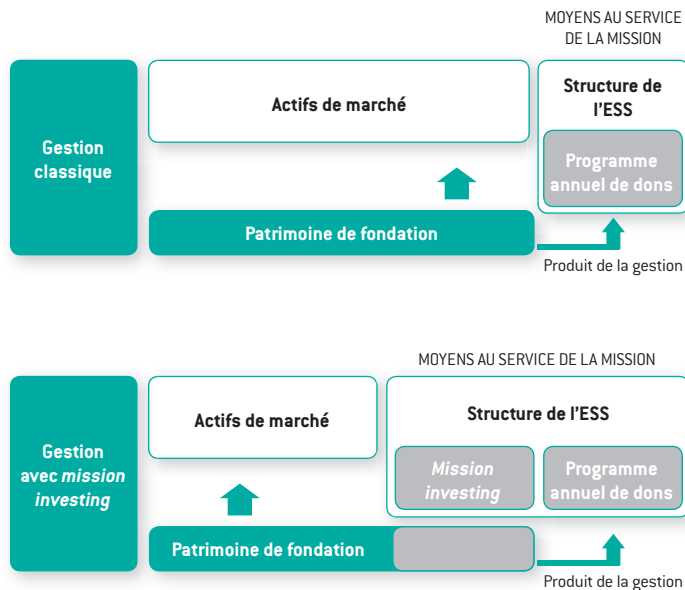 MOYENS AU SERVICE
DE LA MISSION
Gestion
classique
Actifs de marché
Structure de
l'ESS
Programme
annuel de dons
Patrimoine de fondation
Produit de la gestion
MOYENS AU SERVICE DE LA MISSION
Gestion
avec mission
investing
Actifs de marché
Structure de l'ESS
Mission
investing
Programme
annuel de dons
Patrimoine de fondation
Produit de la gestion